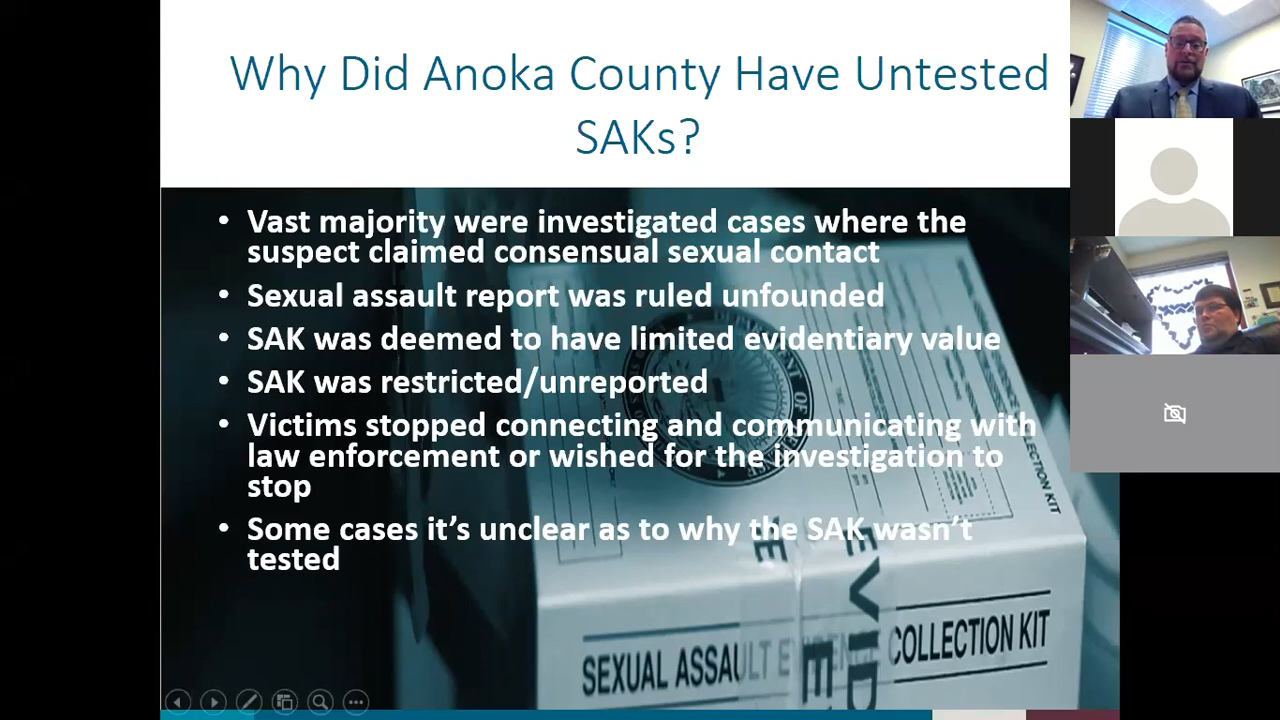 Why Did Anoka County Have Untested
SAKs?
• Vast majority were investigated cases where the
suspect claimed consensual sexual contact
• Sexual assault report was ruled unfounded
• SAK was deemed to have limited evidentiary value
• SAK was restricted/unreported
• Victims stopped connecting and communicating with
law enforcement or wished for the investigation to
stop
• Some cases it’s unclear as to why the SAK wasn’t
tested
SEXUAL ASSAULT EVIDENCE COLLECTION KIT